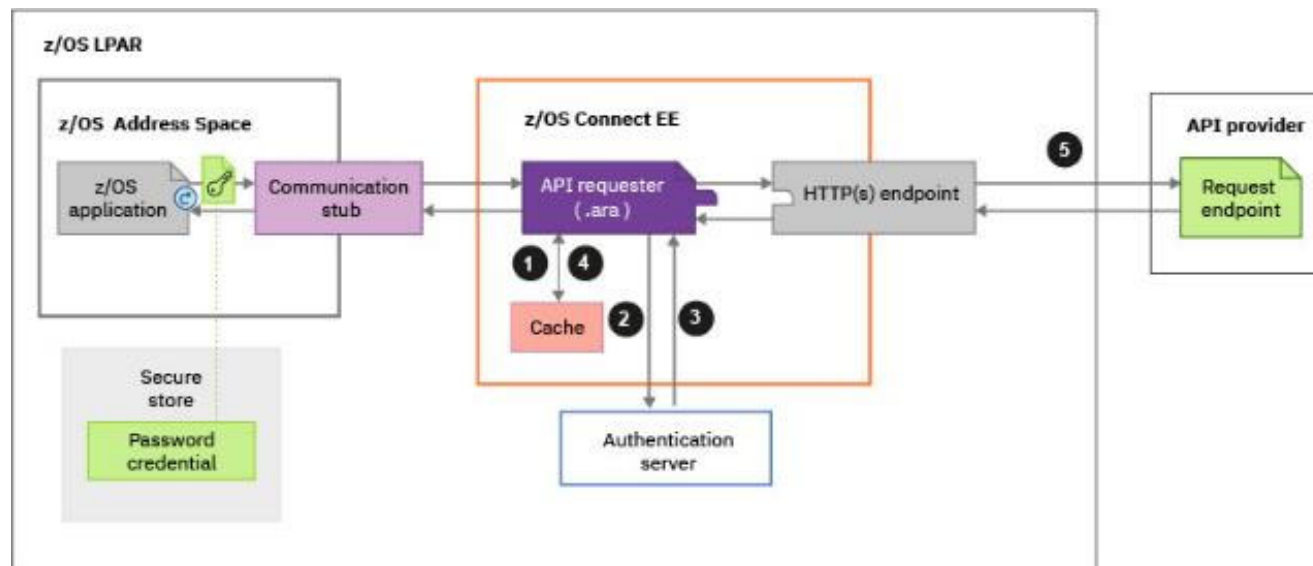 z/OS LPAR
z/OS Address Space
z/OS
application
Communication
stub
z/OS Connect EE
API requester
( .ara )
HTTP(s) endpoint
5
API provider
Request
endpoint
1
4
Cache
2
3
Secure
store
Password
credential
Authentication
server